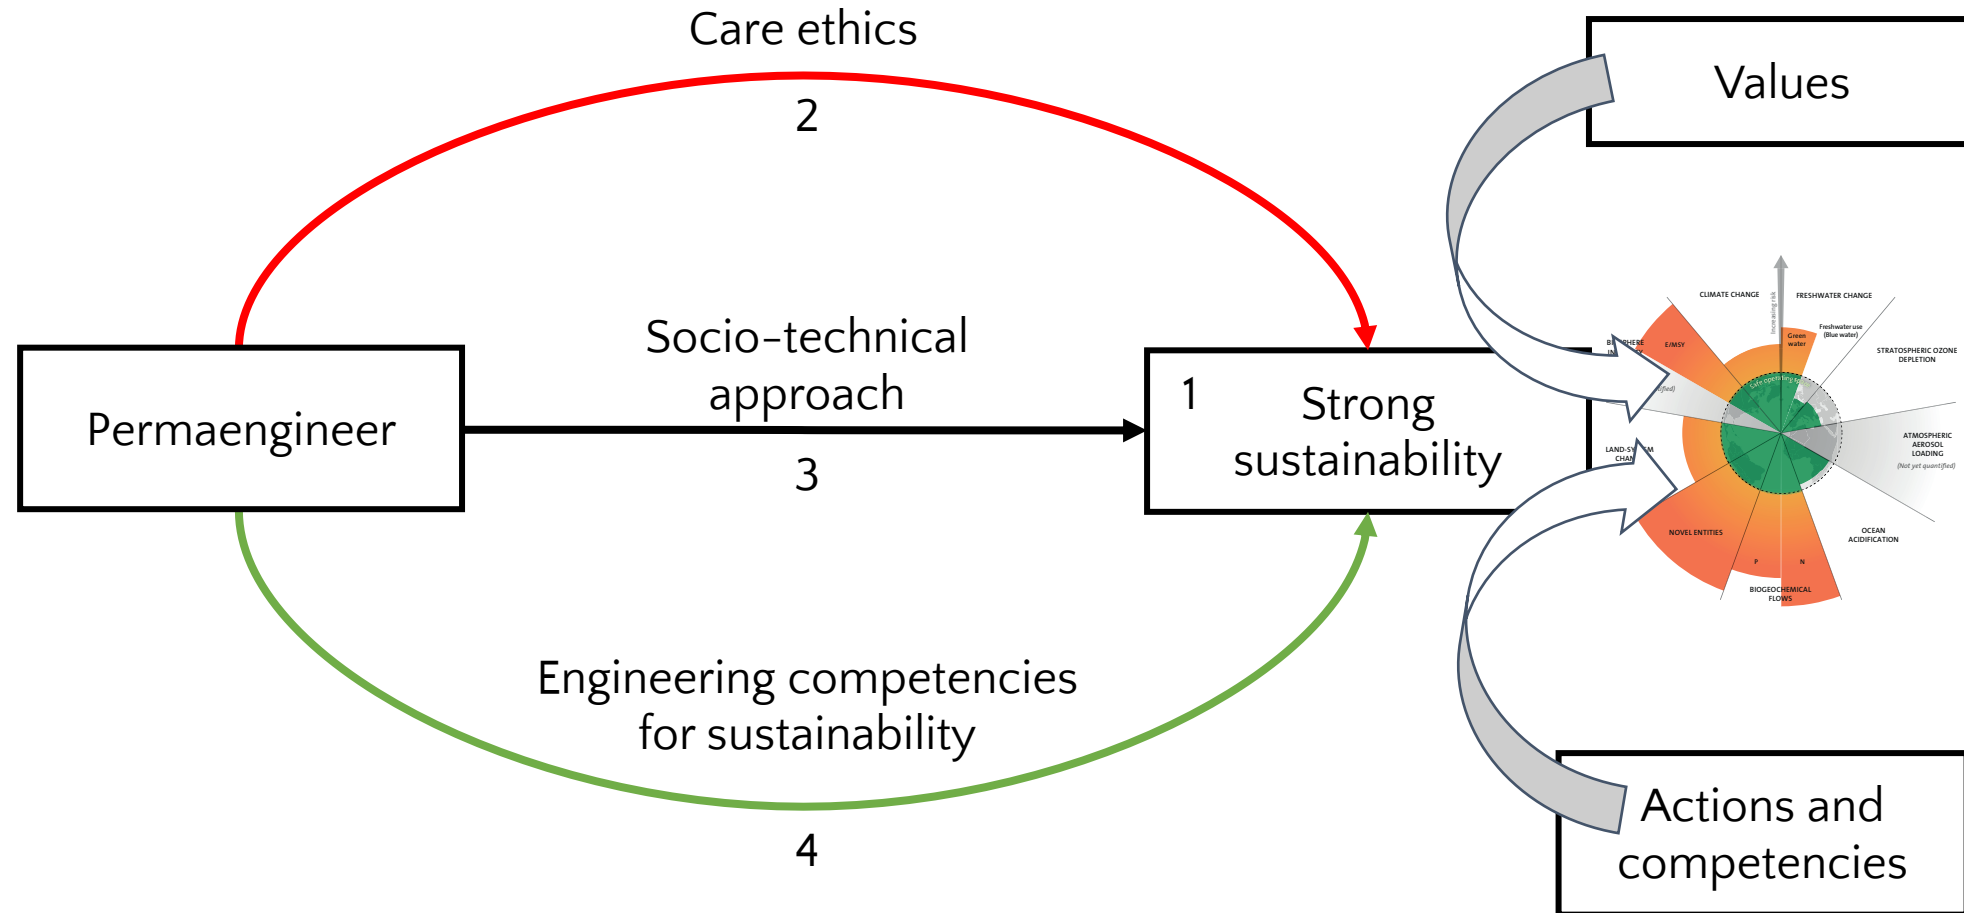 Care ethics
2
Values
Socio-technical
approach
3
Permaengineer
1
Strong
sustainability
Engineering competencies
for sustainability
4
Actions and
competencies
CLIMATE CHANGE
Increasing risk
FRESHWATER CHANGE
Green
water
Freshwater use
(Blue water)
STRATOSPHERIC OZONE
DEPLETION
E/MSY
ATMOSPHERIC
AEROSOL
LOADING
(Not yet quantified)
OCEAN
ACIDIFICATION
NOVEL ENTITIES
P
N
BIOGEOCHEMICAL
FLOWS